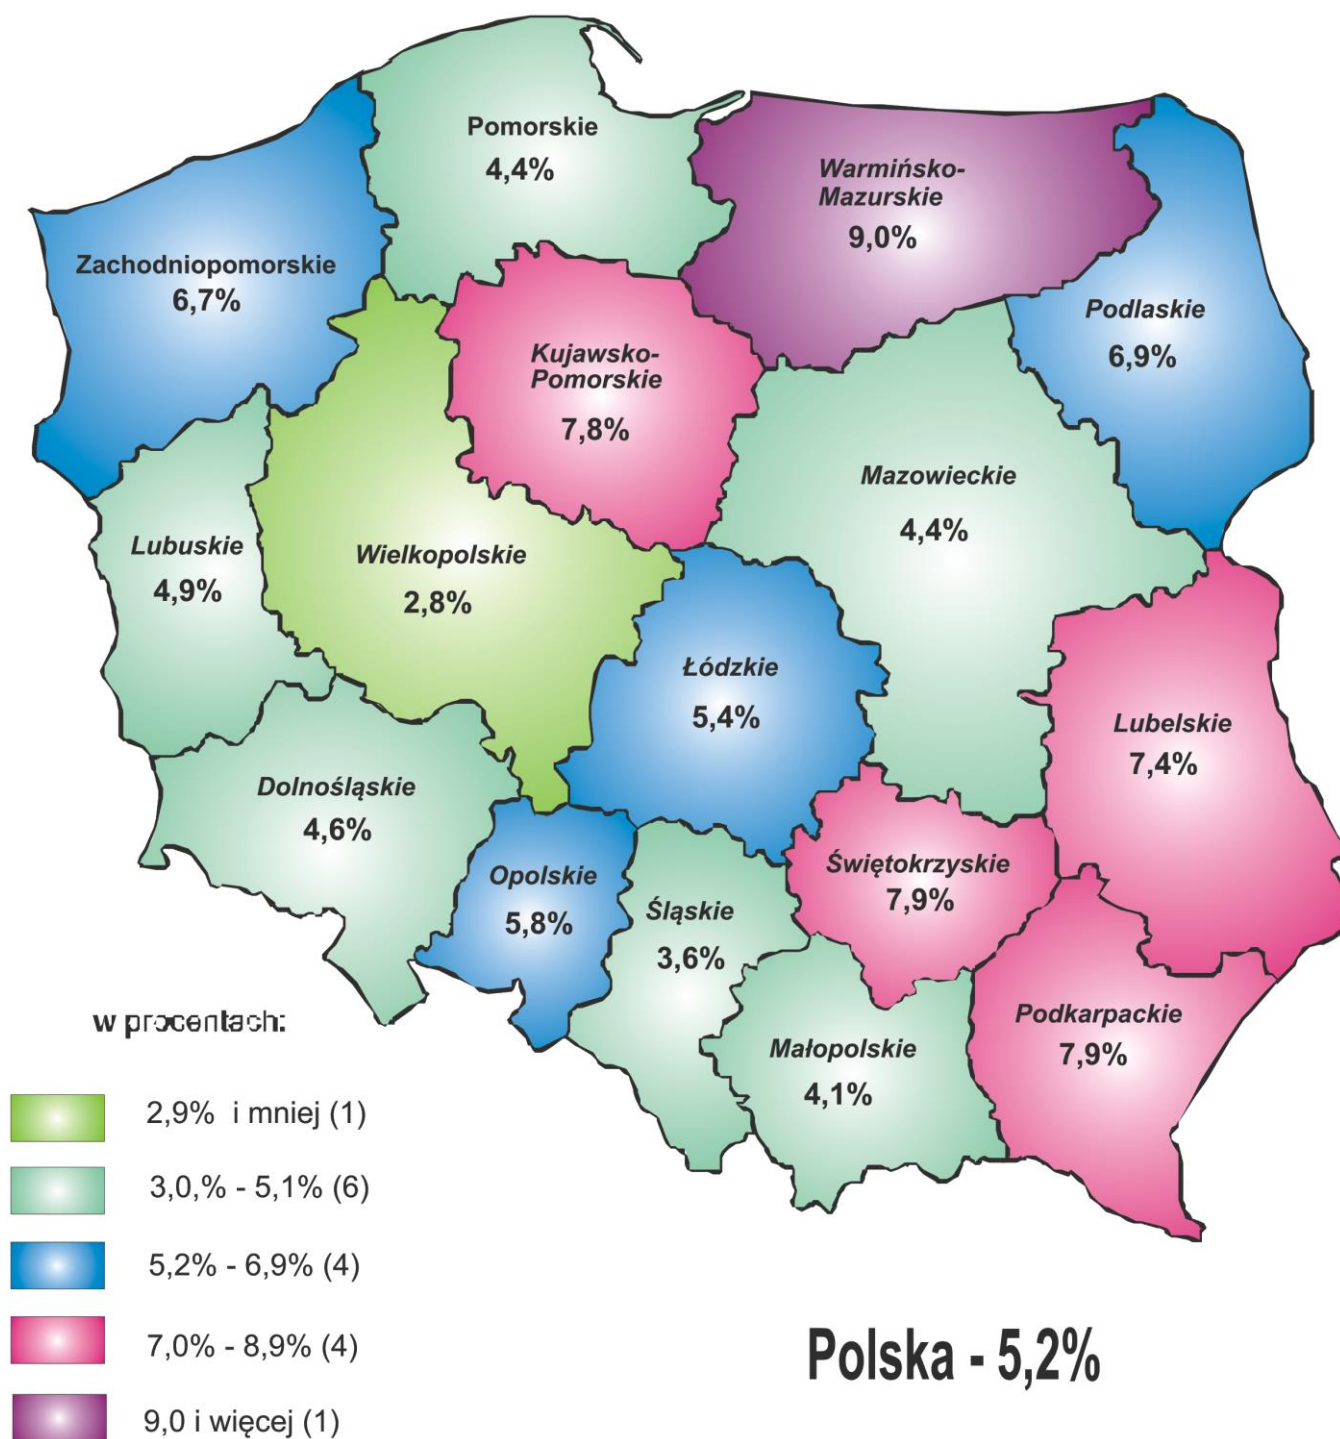 Pomorskie
4,4%
Warmińsko-
Mazurskie
9,0%
Zachodniopomorskie
6,7%
Podlaskie
6,9%
Kujawsko-
Pomorskie
7,8%
Mazowieckie
4,4%
Lubuskie
4,9%
Wielkopolskie
2,8%
Łódzkie
5,4%
Lubelskie
7,4%
Dolnośląskie
4,6%
Opolskie
5,8%
Śląskie
3,6%
Świętokrzyskie
7,9%
Małopolskie
4,1%
Podkarpackie
7,9%
w procentach:
2,9%  i mniej (1)
3,0,% - 5,1% (6)
5,2% - 6,9% (4)
7,0% - 8,9% (4)
9,0 i więcej (1)
Polska - 5,2%